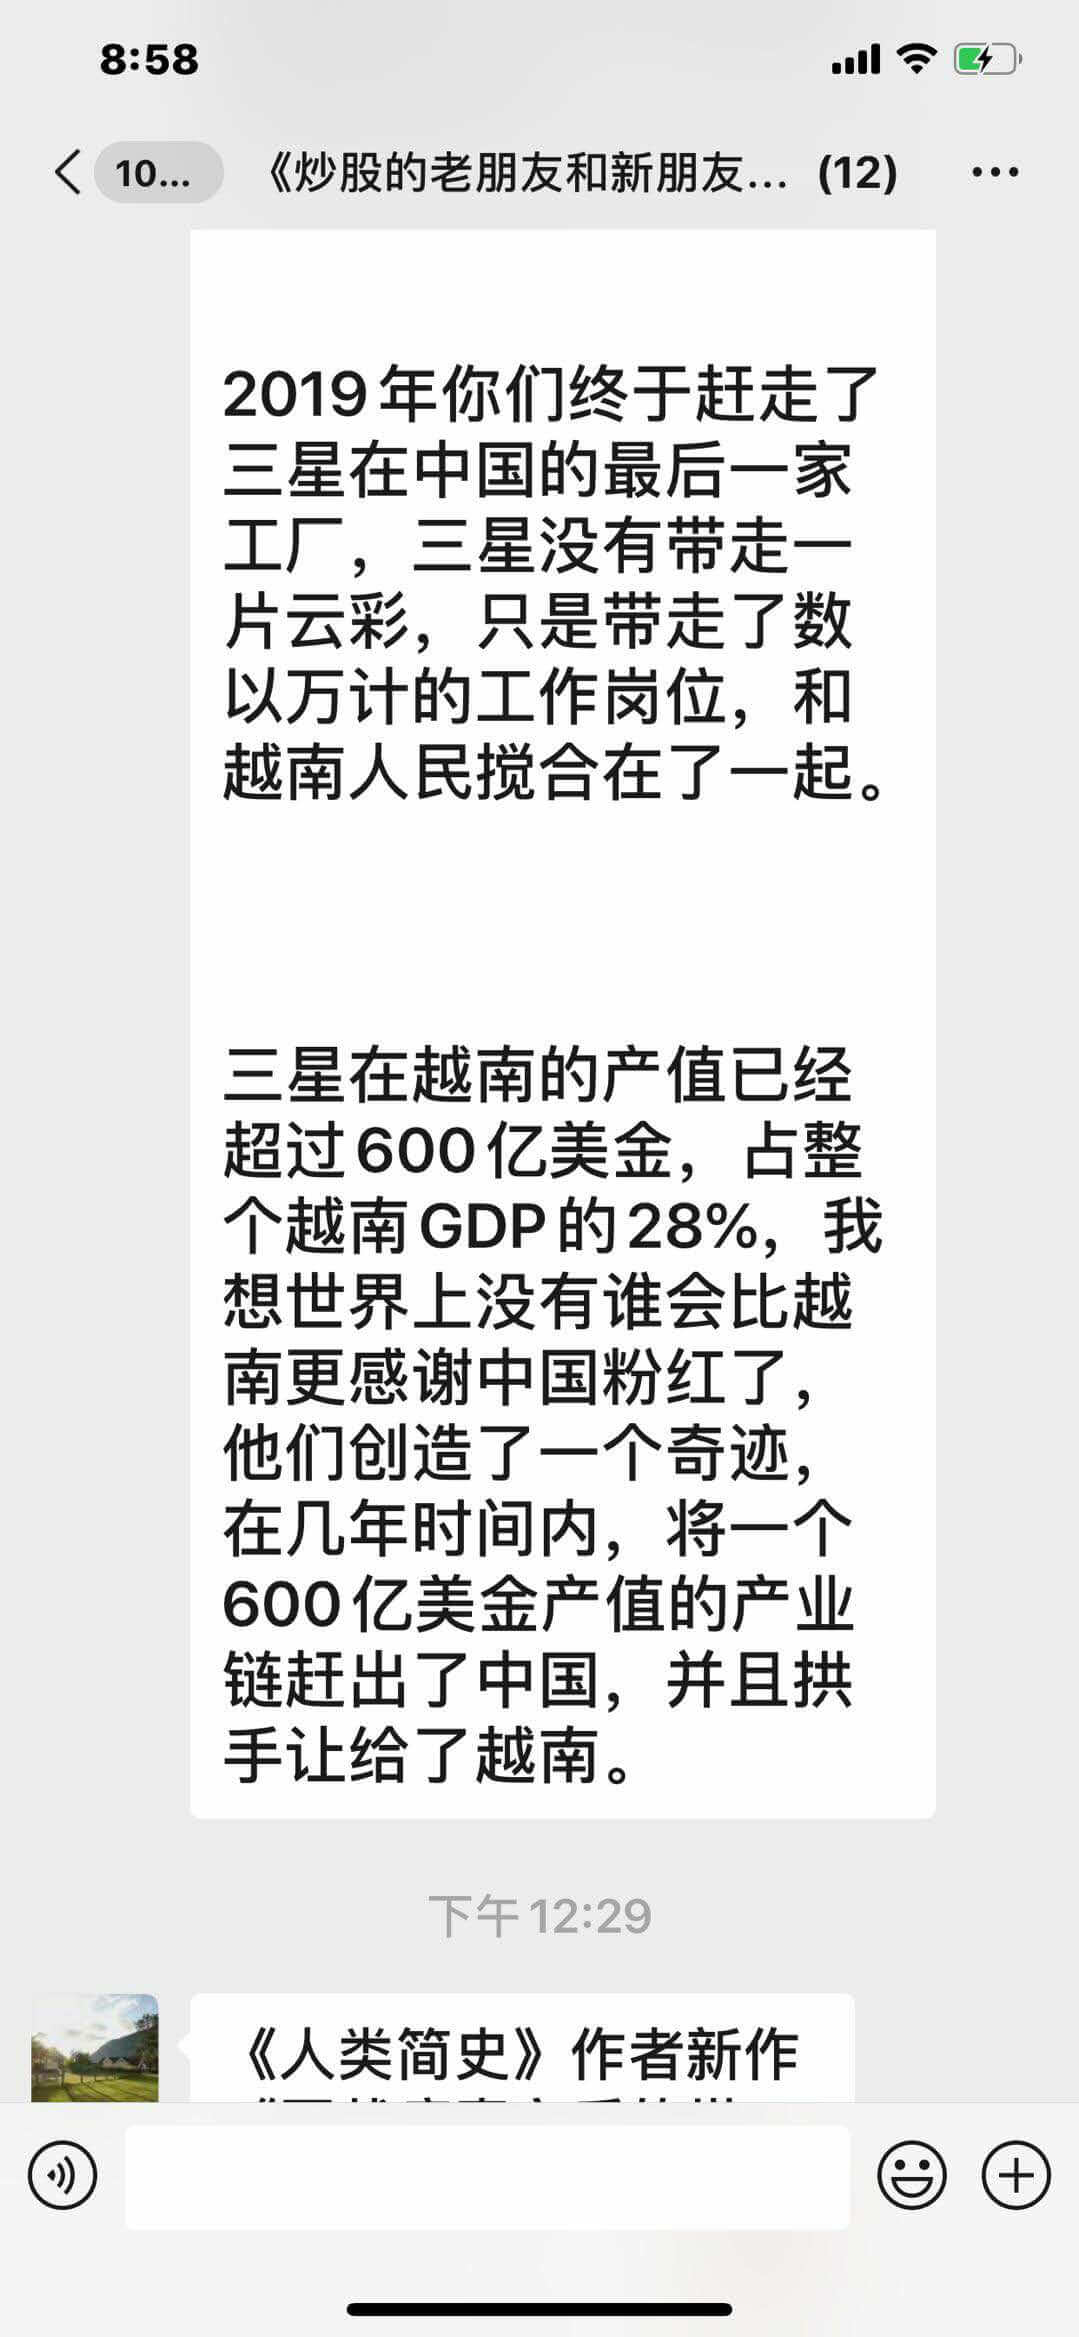 8:58
10...
《炒股的老朋友和新朋友... (12)
2019年你们终于赶走了
三星在中国的最后一家
工厂，三星没有带走一
片云彩，只是带走了数
以万计的工作岗位，和
越南人民搅合在了一起。
三星在越南的产值已经
超过600亿美金，占整
个越南GDP的28%，我
想世界上没有谁会比越
南更感谢中国粉红了，
他们创造了一个奇迹，
在几年时间内，将一个
600亿美金产值的产业
链赶出了中国，并且拱
手让给了越南。
下午12:29
《人类简史》作者新作